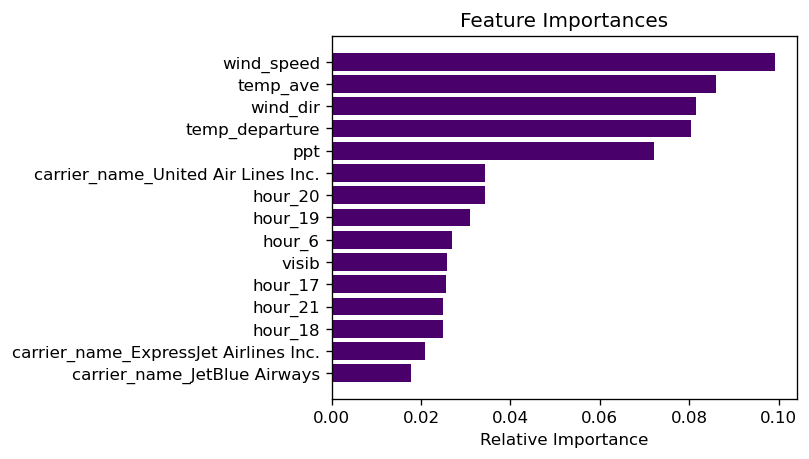 Feature Importances
wind_speed
temp_ave
wind_dir
temp_departure
ppt
carrier_name_United Air Lines Inc.
hour_20
hour_19
hour_6
visib
hour_17
hour_21
hour_18
carrier_name_ExpressJet Airlines Inc.
carrier_name_JetBlue Airways
0.00 0.02 0.04 0.06 0.08 0.10
Relative Importance